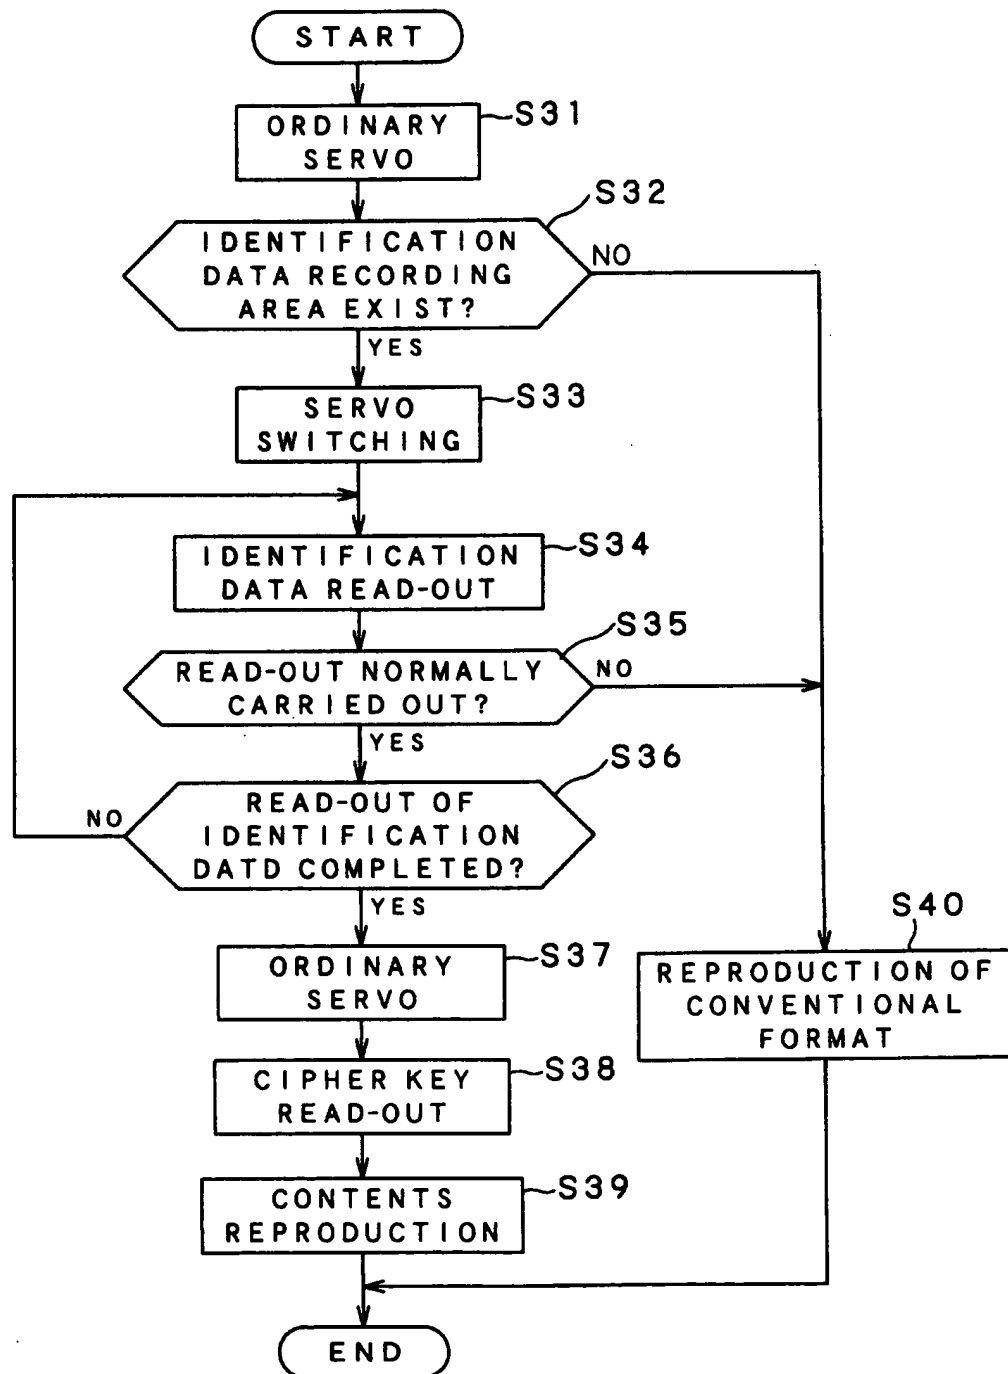 START
S31
ORDINARY
SERVO
S32
IDENTIFICATION
DATA RECORDING
AREA EXIST?
NO
YES
S33
SERVO
SWITCHING
S34
IDENTIFICATION
DATA READ-OUT
S35
READ-OUT NORMALLY
CARRIED OUT?
NO
YES
S36
READ-OUT OF
IDENTIFICATION
DATD COMPLETED?
NO
YES
S37
ORDINARY
SERVO
S40
REPRODUCTION OF
CONVENTIONAL
FORMAT
S38
CIPHER KEY
READ-OUT
S39
CONTENTS
REPRODUCTION
END